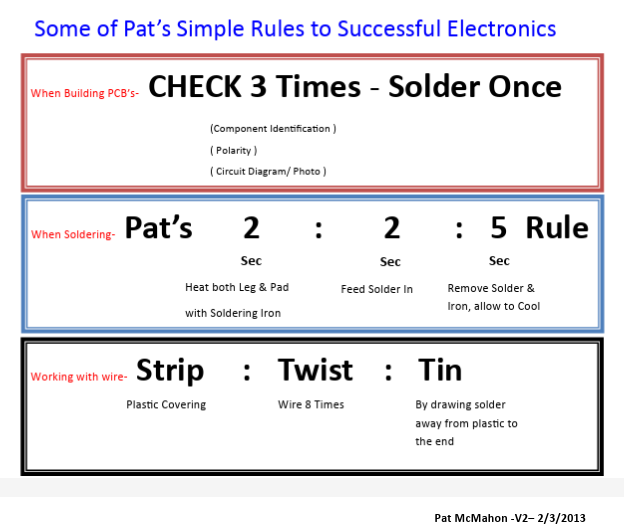 Some of Pat's Simple Rules to Successful Electronics
When Building PCB's- CHECK 3 Times - Solder Once
(Component Identification )
( Polarity )
( Circuit Diagram/ Photo )
When Soldering- Pat's 2 : 2 : 5 Rule
Sec Sec Sec
Heat both Leg & Pad
with Soldering Iron
Feed Solder In
Remove Solder &
Iron, allow to Cool
Working with wire- Strip : Twist : Tin
Plastic Covering
Wire 8 Times
By drawing solder
away from plastic to
the end
Pat McMahon -V2– 2/3/2013